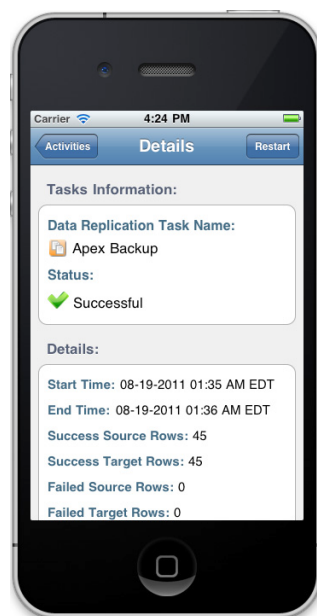 Carrier 4:24 PM
Activities Details Restart
Tasks Information:
Data Replication Task Name:
Apex Backup
Status:
Successful
Details:
Start Time: 08-19-2011 01:35 AM EDT
End Time: 08-19-2011 01:36 AM EDT
Success Source Rows: 45
Success Target Rows: 45
Failed Source Rows: 0
Failed Target Rows: 0